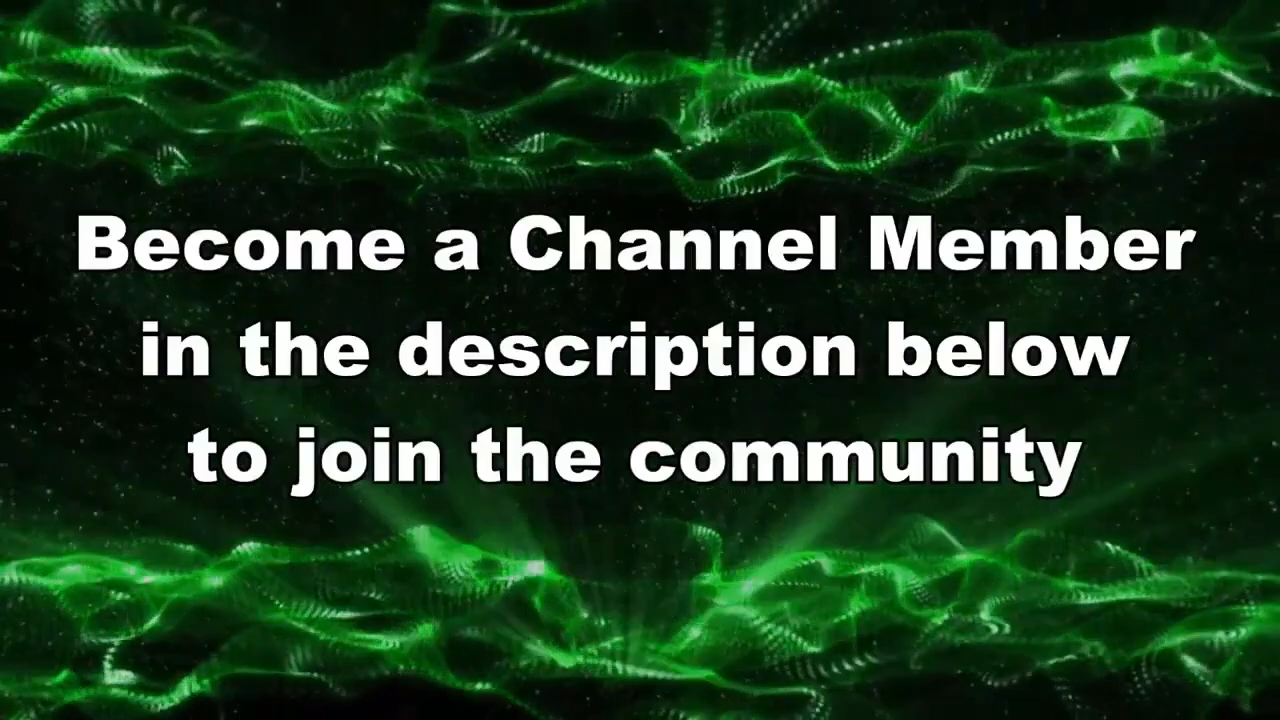 Become a Channel Member
in the description below
to join the community